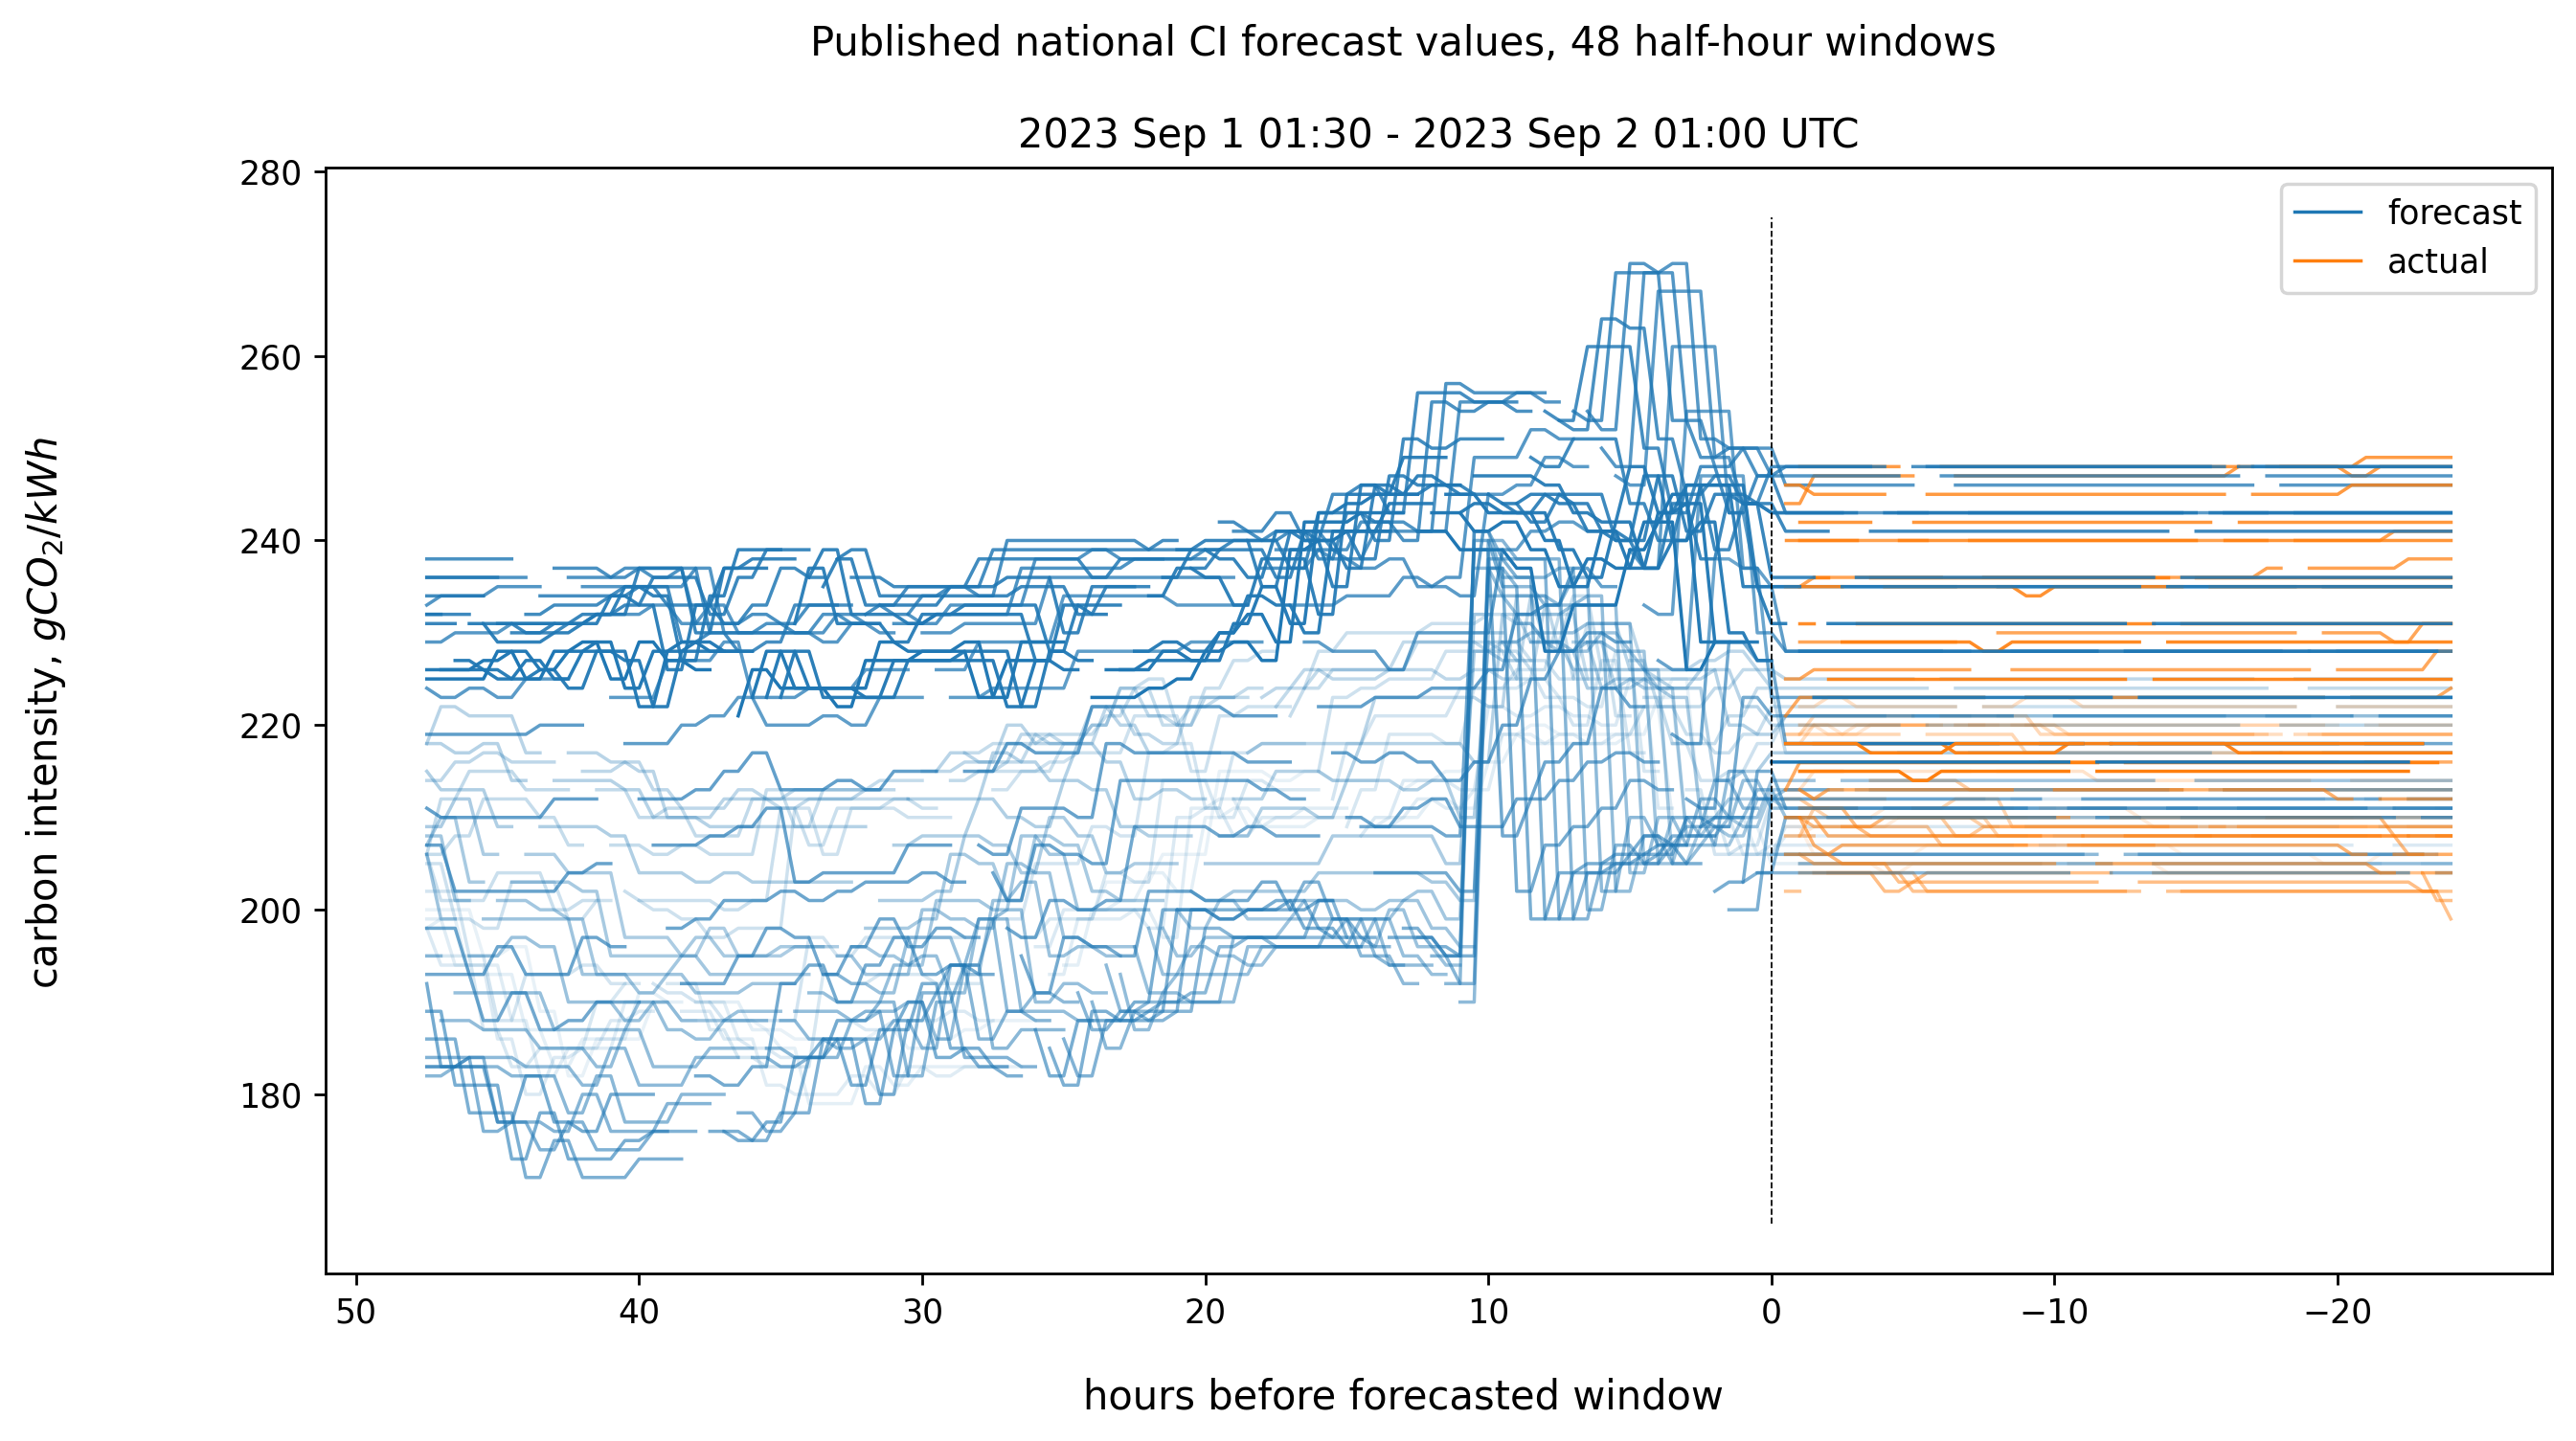 Published national CI forecast values, 48 half-hour windows
2023 Sep 1 01:30 - 2023 Sep 2 01:00 UTC
forecast
actual
carbon intensity, gCO₂/kWh
280
260
240
220
200
180
50
40
30
20
10
0
−10
−20
hours before forecasted window